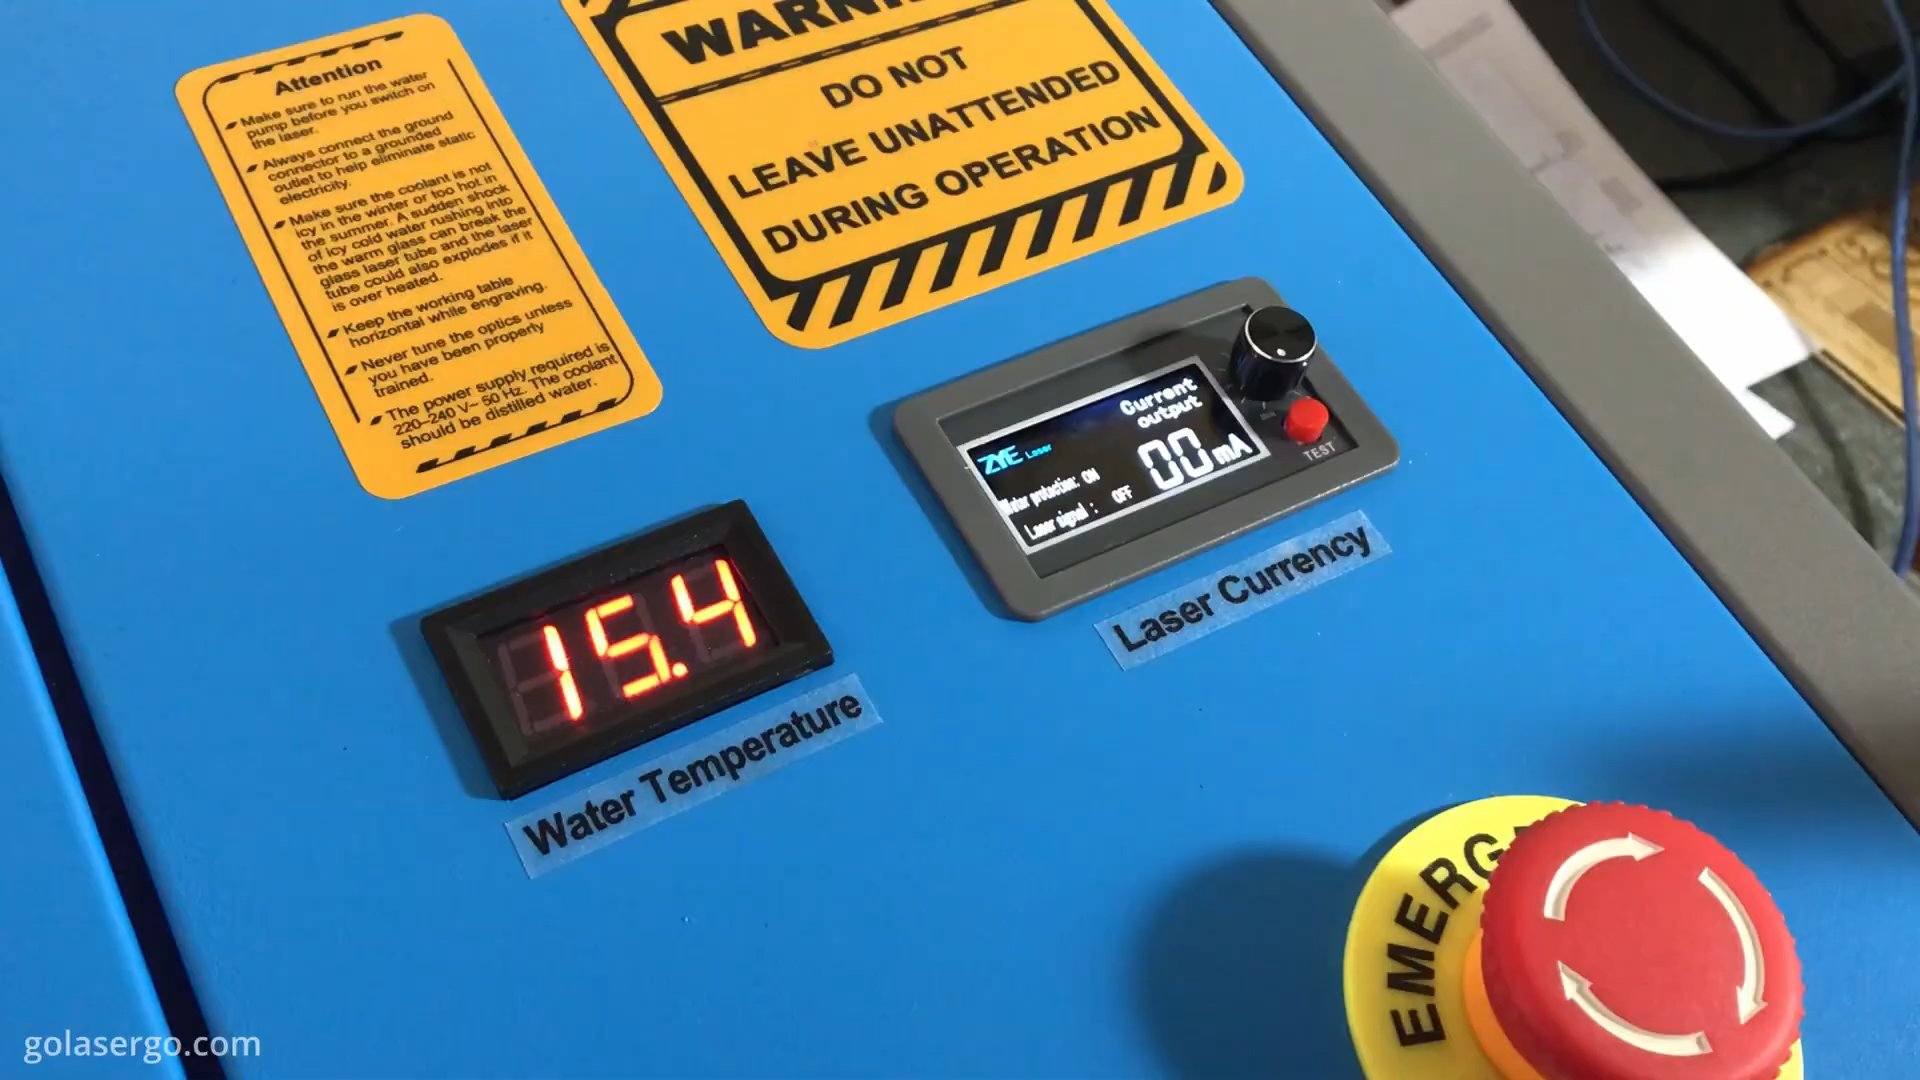 Attention
Make sure to run the water
pump before you switch on
the laser.
Always connect the ground
connector to a grounded
outlet to help eliminate static
electricity.
Make sure the coolant is not
icy in the winter or too hot in
the summer. A sudden shock
of icy cold water rushing into
the warm glass can break the
glass laser tube and the laser
tube could also explodes if it
is over heated.
Keep the working table
horizontal while engraving.
Never tune the optics unless
you have been properly
trained.
The power supply required is
220-240 V~ 50 Hz. The coolant
should be distilled water.
DO NOT
LEAVE UNATTENDED
DURING OPERATION
Current
output
ZYE Laser
00 mA
Water protection: ON
Laser signal : OFF
TEST
Laser Currency
15.4
Water Temperature
golasergo.com